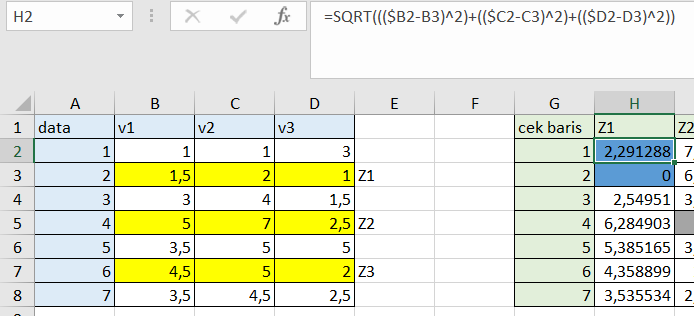 H2 fx =SQRT((($B2-B3)^2)+(($C2-C3)^2)+(($D2-D3)^2))
A B C D E F G H
1 data v1 v2 v3 cek baris Z1 Z2
2 1 1 1 3 1 2,291288 7
3 2 1,5 2 1 Z1 2 0 6
4 3 3 4 1,5 3 2,54951 3
5 4 5 7 2,5 Z2 4 6,284903
6 5 3,5 5 5 5 5,385165 3
7 6 4,5 5 2 Z3 6 4,358899
8 7 3,5 4,5 2,5 7 3,535534 2